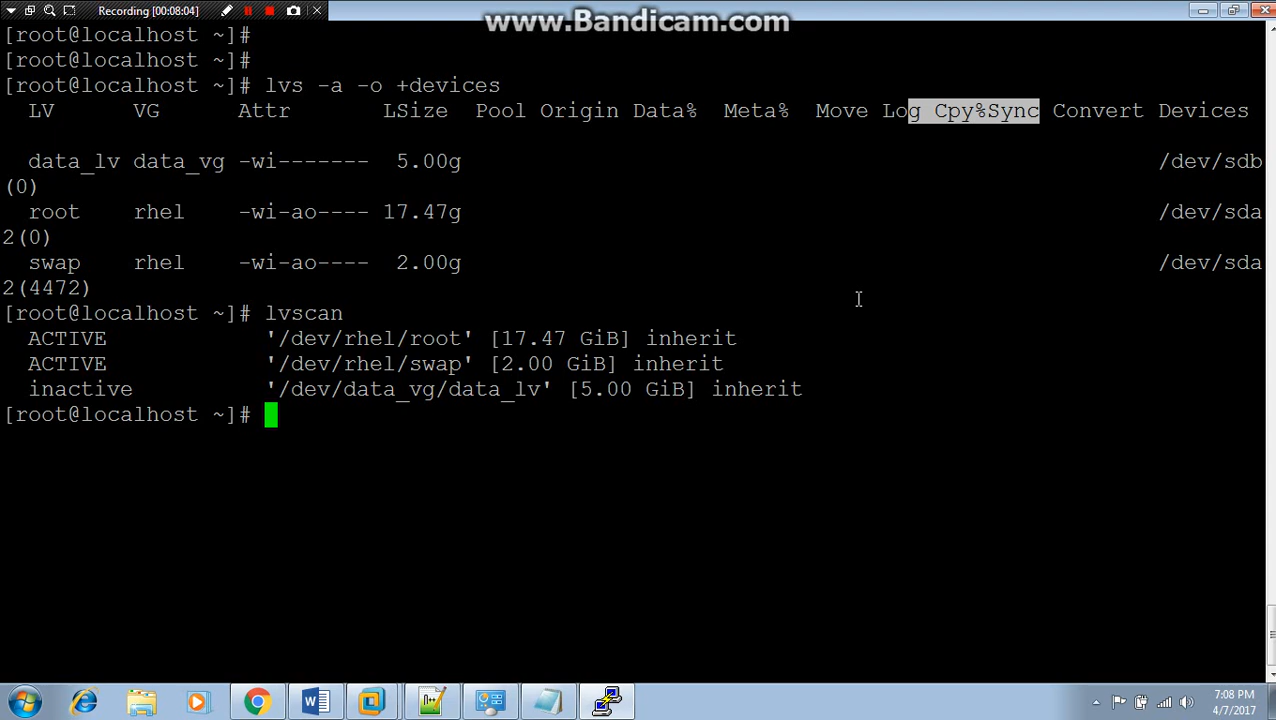 Recording [00:08:04]
www.Bandicam.com
[root@localhost ~]#
[root@localhost ~]#
[root@localhost ~]# lvs -a -o +devices
  LV      VG      Attr       LSize  Pool Origin Data%  Meta%  Move Log Cpy%Sync Convert Devices
  data_lv data_vg -wi-------  5.00g                                                     /dev/sdb
(0)
  root    rhel    -wi-ao---- 17.47g                                                     /dev/sda
2(0)
  swap    rhel    -wi-ao----  2.00g                                                     /dev/sda
2(4472)
[root@localhost ~]# lvscan
  ACTIVE            '/dev/rhel/root' [17.47 GiB] inherit
  ACTIVE            '/dev/rhel/swap' [2.00 GiB] inherit
  inactive          '/dev/data_vg/data_lv' [5.00 GiB] inherit
[root@localhost ~]#
7:08 PM
4/7/2017